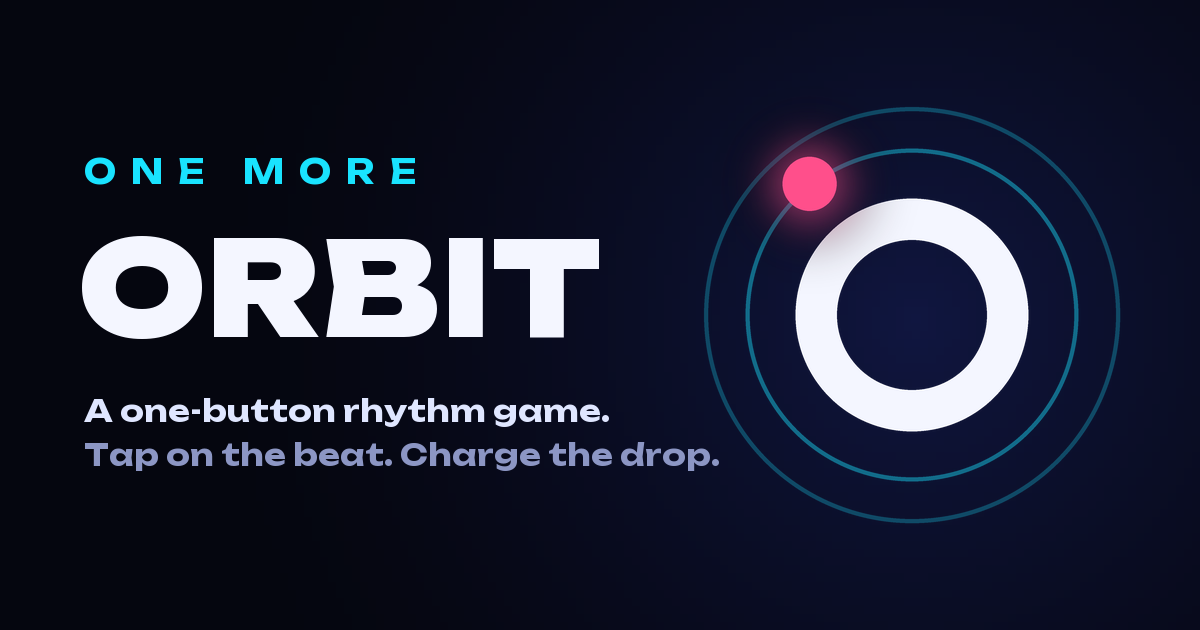 ONE MORE
ORBIT
A one-button rhythm game.
Tap on the beat. Charge the drop.